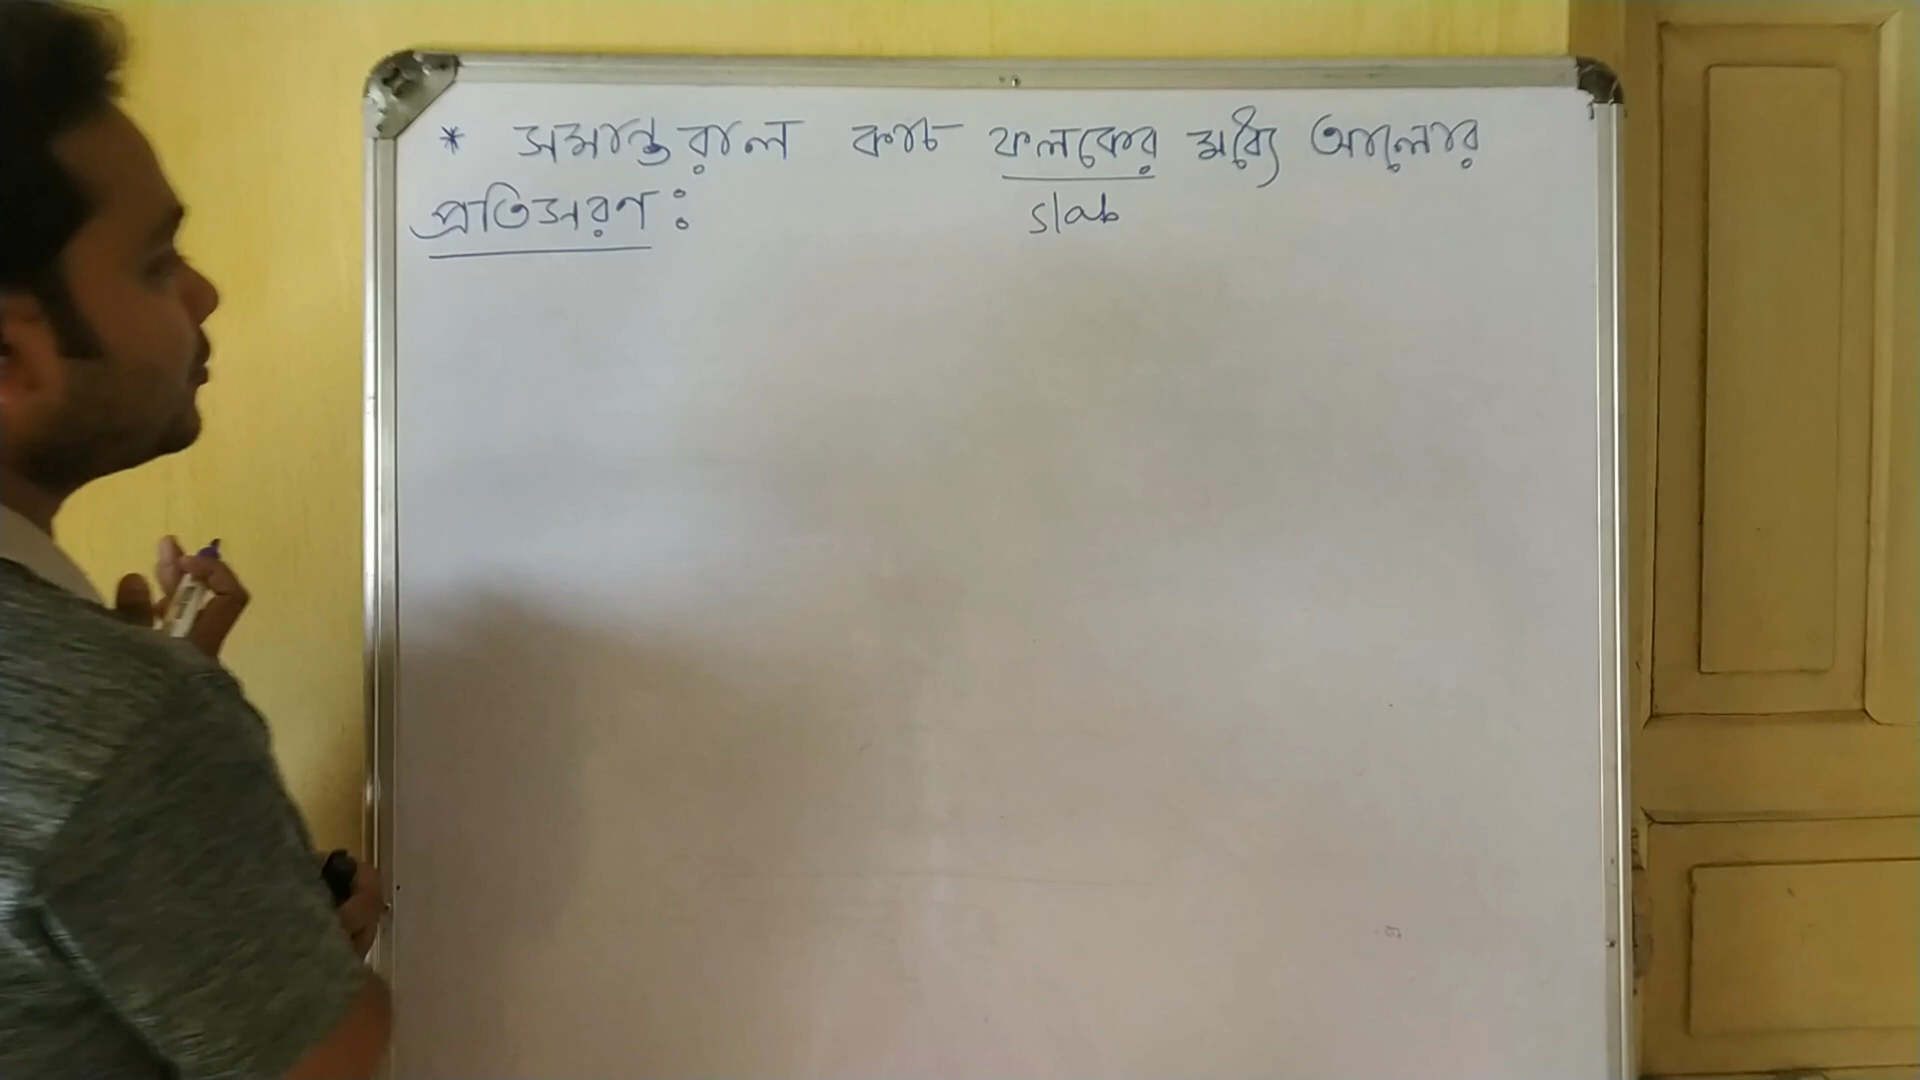 * সমান্তরাল কাচ ফলকের মধ্যে আলোর
প্রতিসরণ :
slab